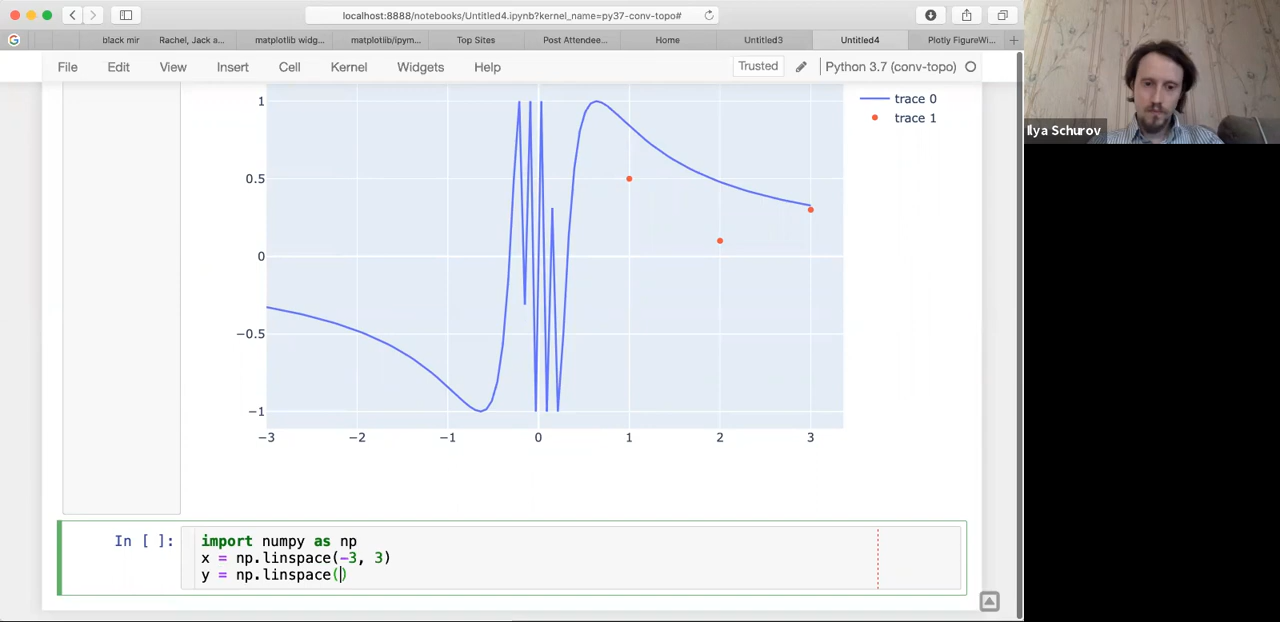 localhost:8888/notebooks/Untitled4.ipynb?kernel_name=py37-conv-topo#
black mir Rachel, Jack a... matplotlib widg... matplotlib/ipym... Top Sites Post Attendee... Home Untitled3 Untitled4 Plotly FigureWi...
File Edit View Insert Cell Kernel Widgets Help Trusted Python 3.7 (conv-topo)
1
0.5
0
−0.5
−1
−3 −2 −1 0 1 2 3
trace 0
trace 1
Ilya Schurov
In [ ]: import numpy as np
x = np.linspace(-3, 3)
y = np.linspace()